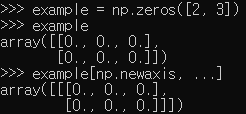 >>> example = np.zeros([2, 3])
>>> example
array([[0., 0., 0.],
       [0., 0., 0.]])
>>> example[np.newaxis, ...]
array([[[0., 0., 0.],
        [0., 0., 0.]]])